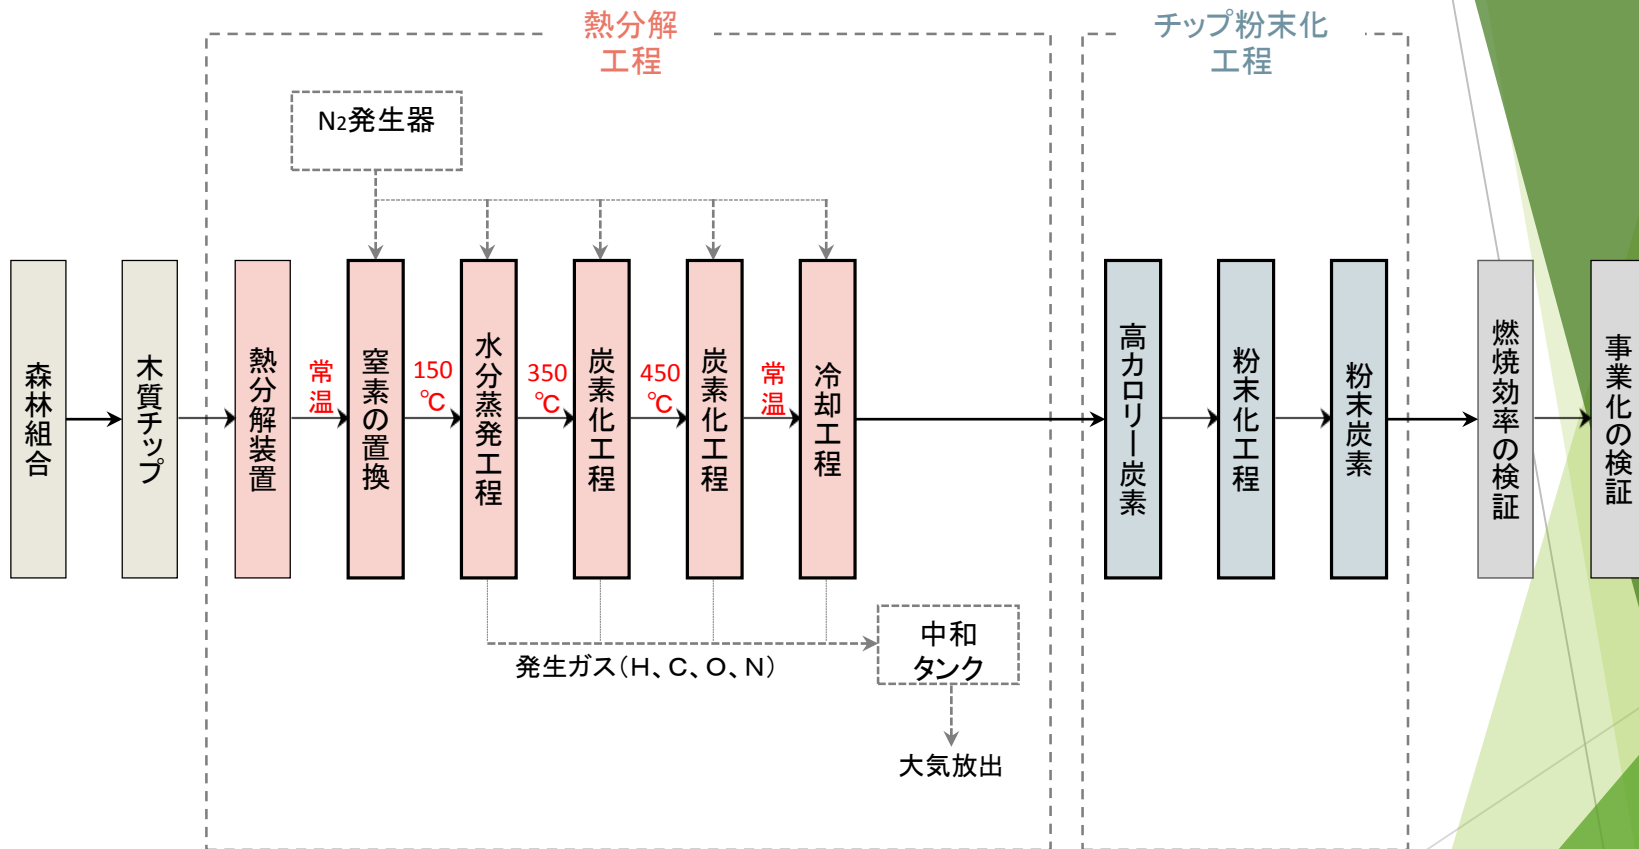 熱分解
工程
チップ粉末化
工程
N2発生器
森林組合
木質チップ
熱分解装置
常温
窒素の置換
150
℃
水分蒸発工程
350
℃
炭素化工程
450
℃
炭素化工程
常温
冷却工程
高カロリー炭素
粉末化工程
粉末炭素
燃焼効率の検証
事業化の検証
発生ガス（H、C、O、N）
中和
タンク
大気放出